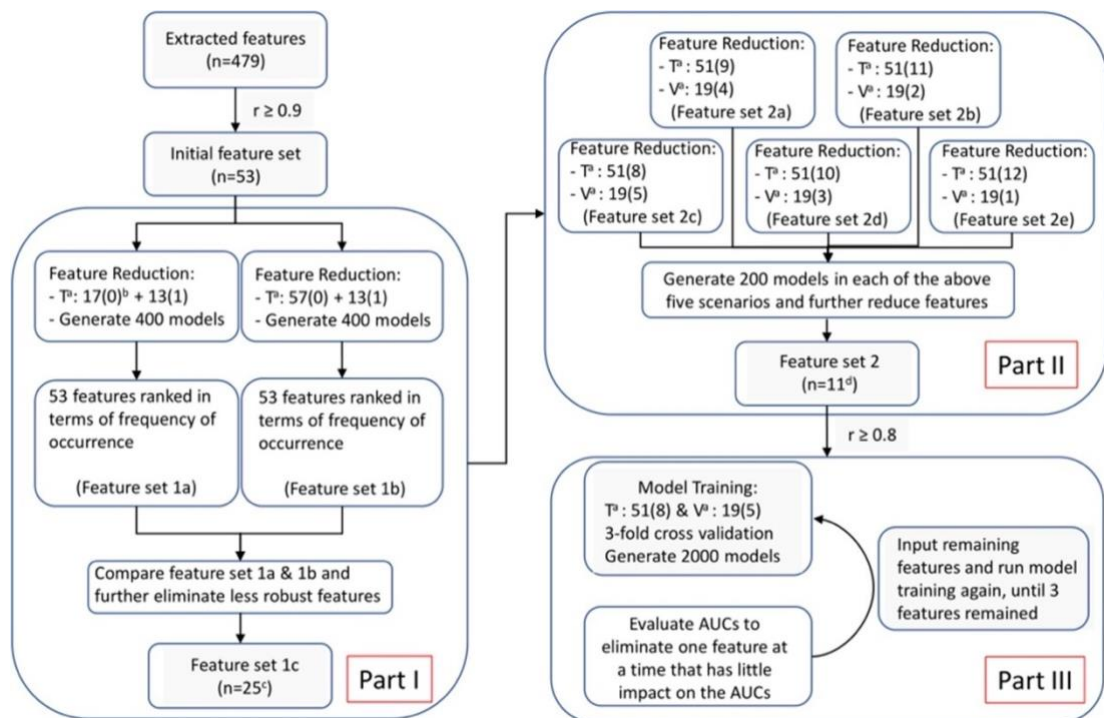 Extracted features
(n=479)
r ≥ 0.9
Initial feature set
(n=53)
Feature Reduction:
- Tᵃ: 17(0)ᵇ + 13(1)
- Generate 400 models
Feature Reduction:
- Tᵃ: 57(0) + 13(1)
- Generate 400 models
53 features ranked in
terms of frequency of
occurrence
(Feature set 1a)
53 features ranked in
terms of frequency of
occurrence
(Feature set 1b)
Compare feature set 1a & 1b and
further eliminate less robust features
Feature set 1c
(n=25ᶜ)
Part I
Feature Reduction:
- Tᵃ : 51(9)
- Vᵃ: 19(4)
(Feature set 2a)
Feature Reduction:
- Tᵃ : 51(11)
- Vᵃ : 19(2)
(Feature set 2b)
Feature Reduction:
- Tᵃ : 51(8)
- Vᵃ : 19(5)
(Feature set 2c)
Feature Reduction:
- Tᵃ : 51(10)
- Vᵃ : 19(3)
(Feature set 2d)
Feature Reduction:
- Tᵃ : 51(12)
- Vᵃ : 19(1)
(Feature set 2e)
Generate 200 models in each of the above
five scenarios and further reduce features
Feature set 2
(n=11ᵈ)
Part II
r ≥ 0.8
Model Training:
Tᵃ : 51(8) & Vᵃ : 19(5)
3-fold cross validation
Generate 2000 models
Input remaining
features and run model
training again, until 3
features remained
Evaluate AUCs to
eliminate one feature at
a time that has little
impact on the AUCs
Part III